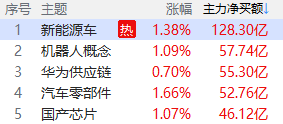 序号 主题 涨幅 主力净买额↓
1 新能源车 热 1.38% 128.30亿
2 机器人概念 1.09% 57.74亿
3 华为供应链 0.70% 55.30亿
4 汽车零部件 1.66% 52.76亿
5 国产芯片 1.07% 46.12亿